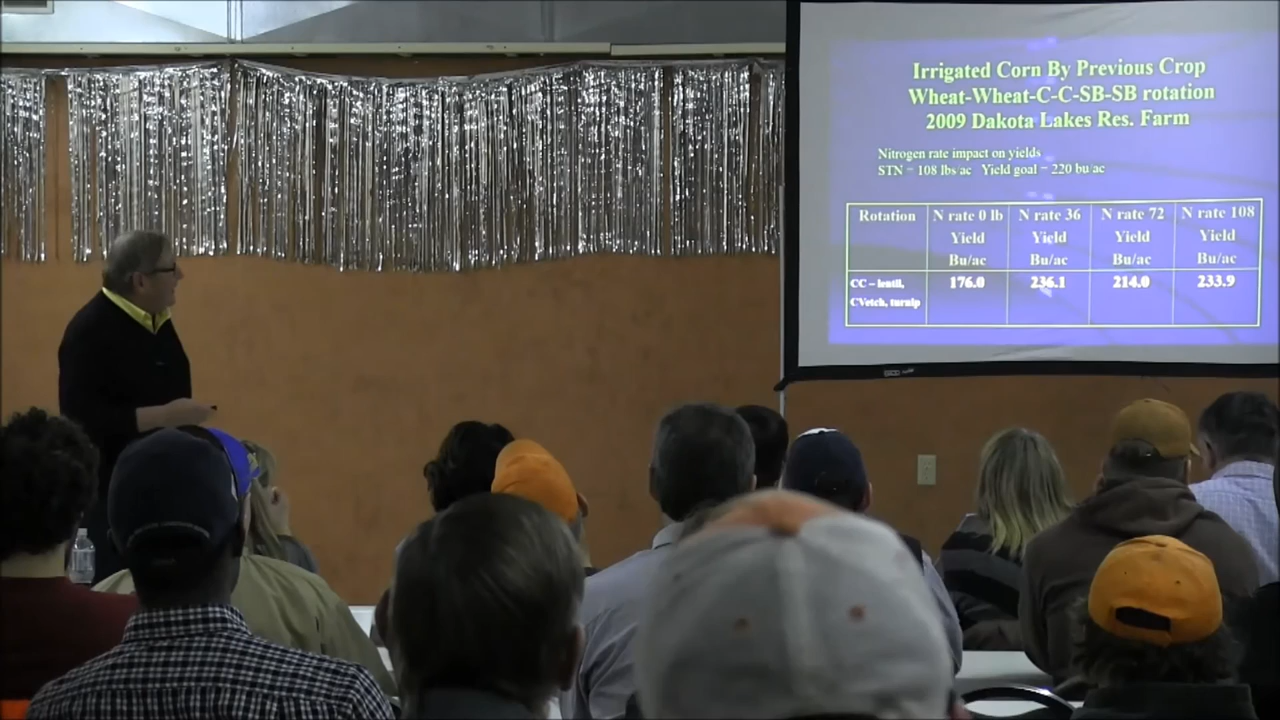 Irrigated Corn By Previous Crop
Wheat-Wheat-C-C-SB-SB rotation
2009 Dakota Lakes Res. Farm
Nitrogen rate impact on yields
STN = 108 lbs/ac Yield goal = 220 bu/ac
Rotation N rate 0 lb N rate 36 N rate 72 N rate 108
Yield Yield Yield Yield
Bu/ac Bu/ac Bu/ac Bu/ac
CC – lentil, 176.0 236.1 214.0 233.9
CVetch, turnip